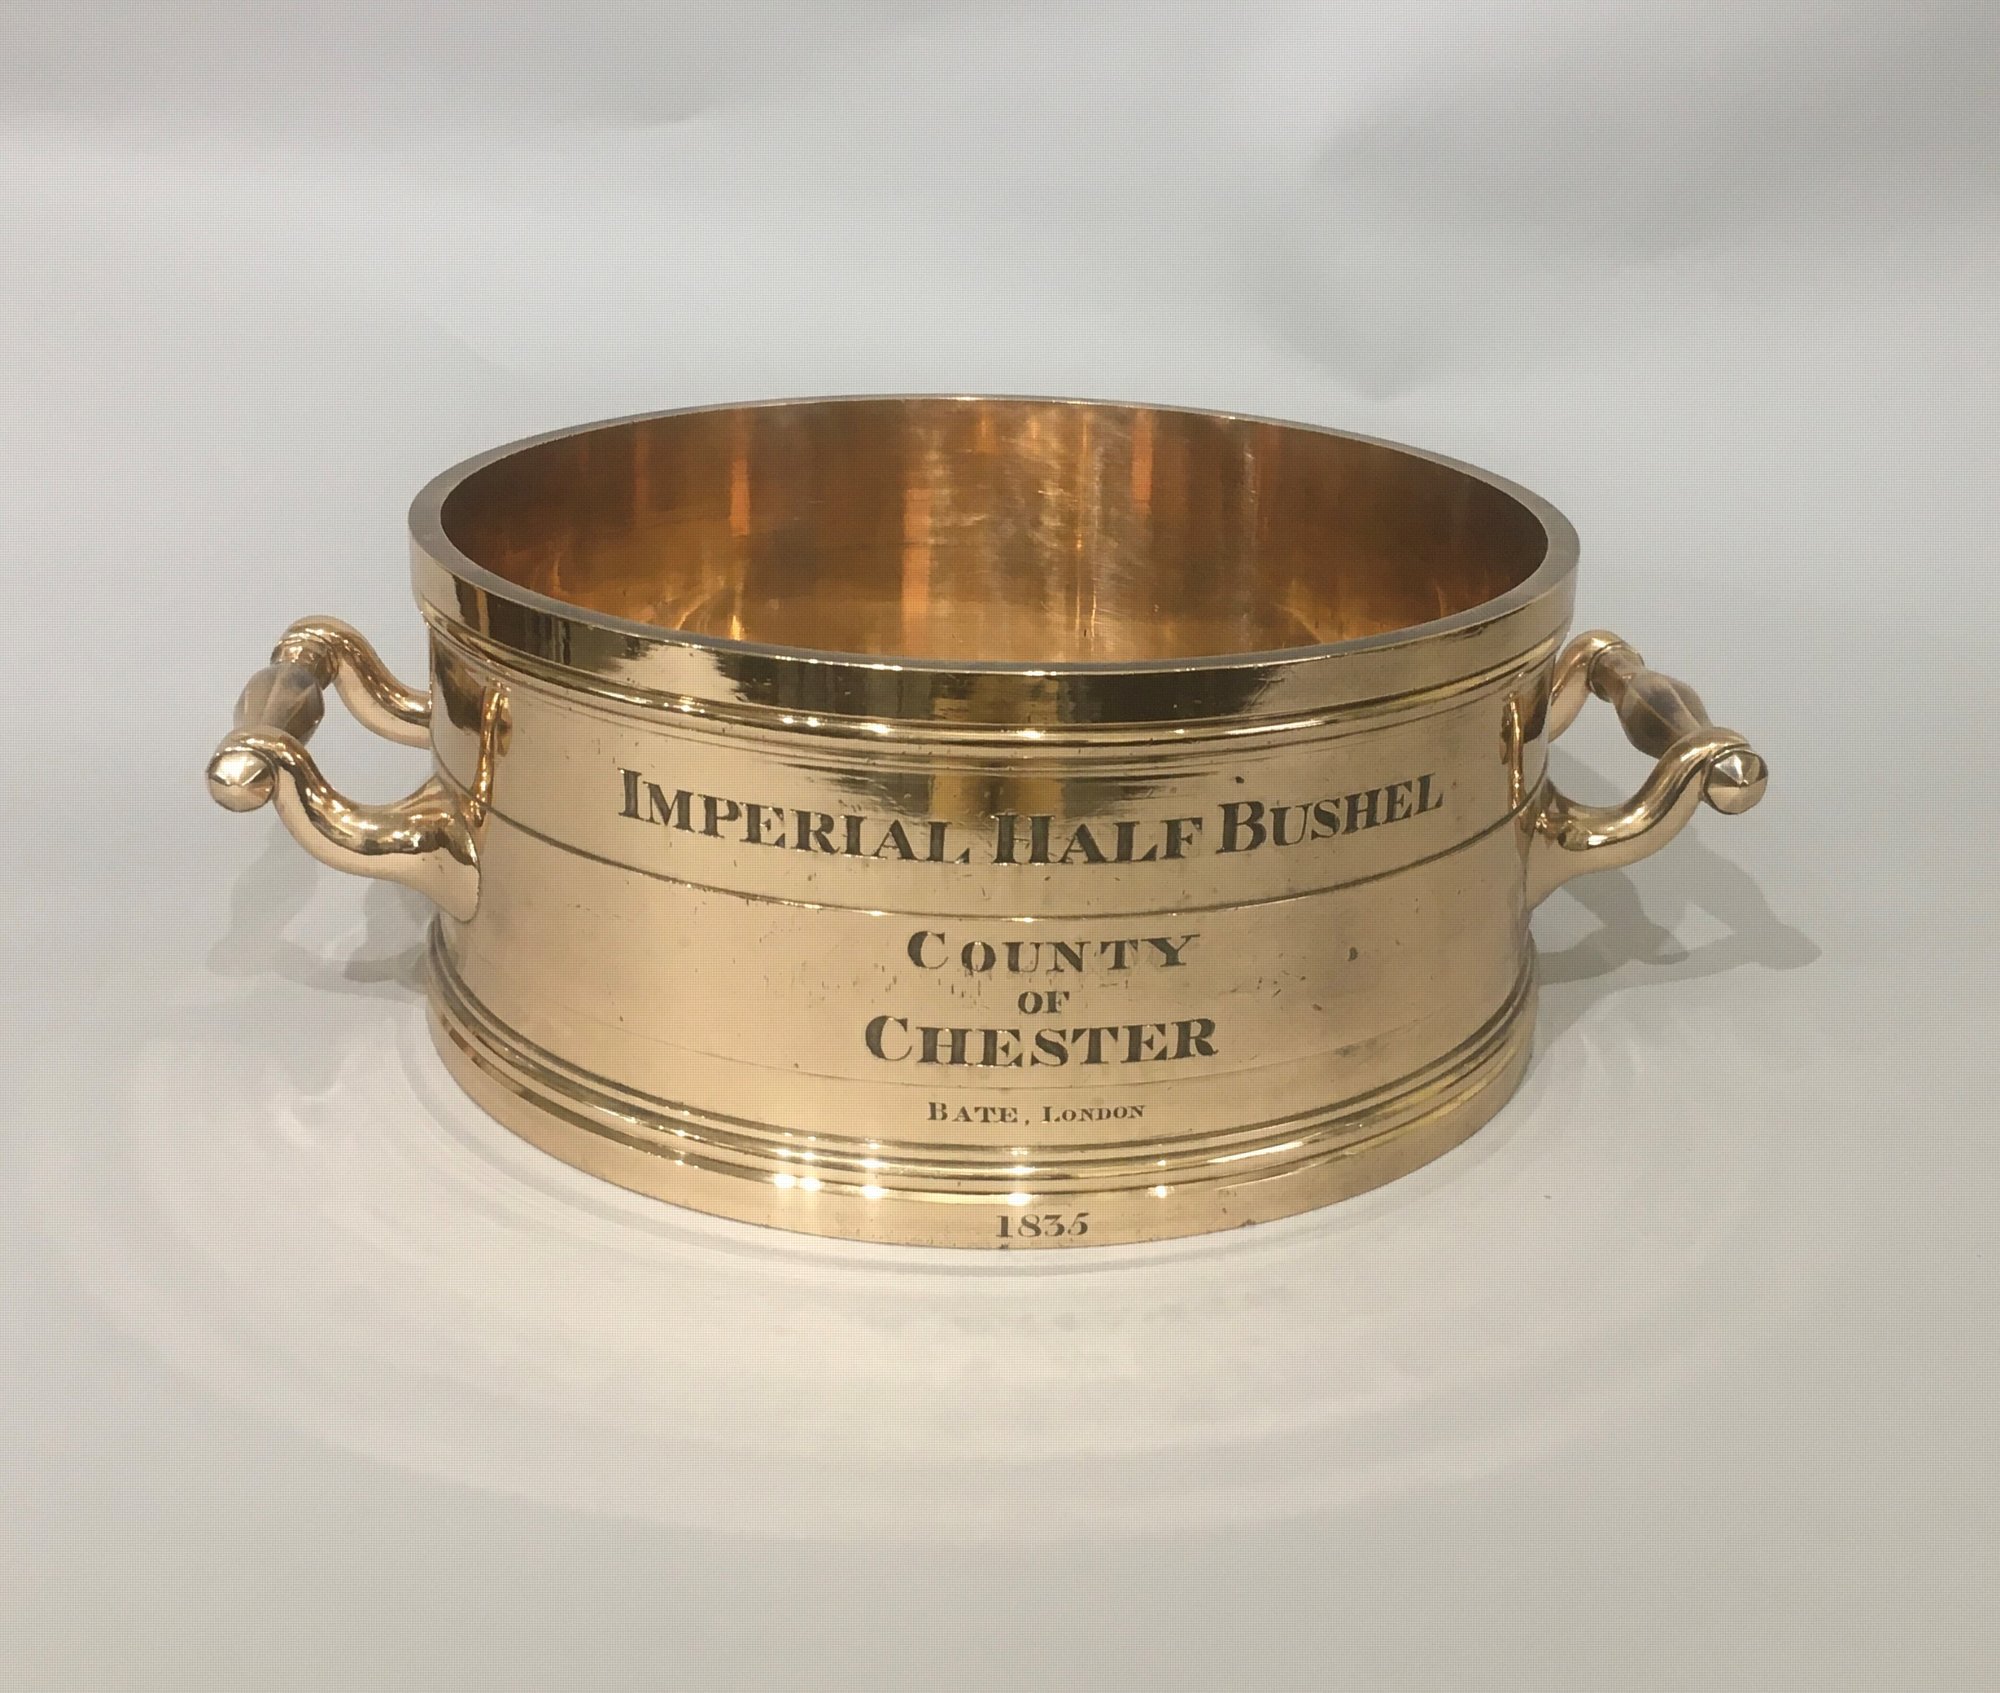 IMPERIAL HALF BUSHEL
COUNTY
OF
CHESTER
BATE, LONDON
1835